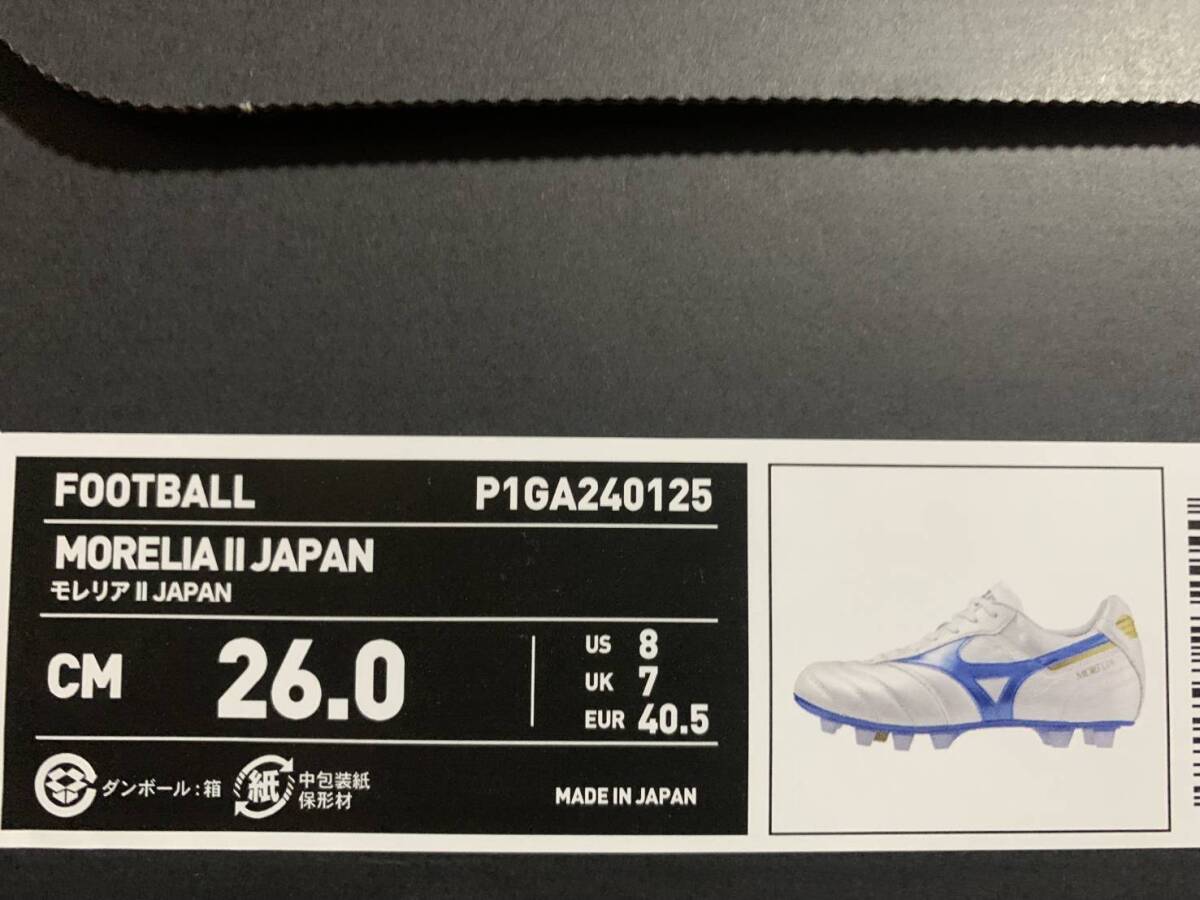 FOOTBALL P1GA240125
MORELIA II JAPAN
モレリア II JAPAN
CM 26.0
US 8
UK 7
EUR 40.5
ダンボール：箱
紙 中包装紙
保形材
MADE IN JAPAN
MORELIA